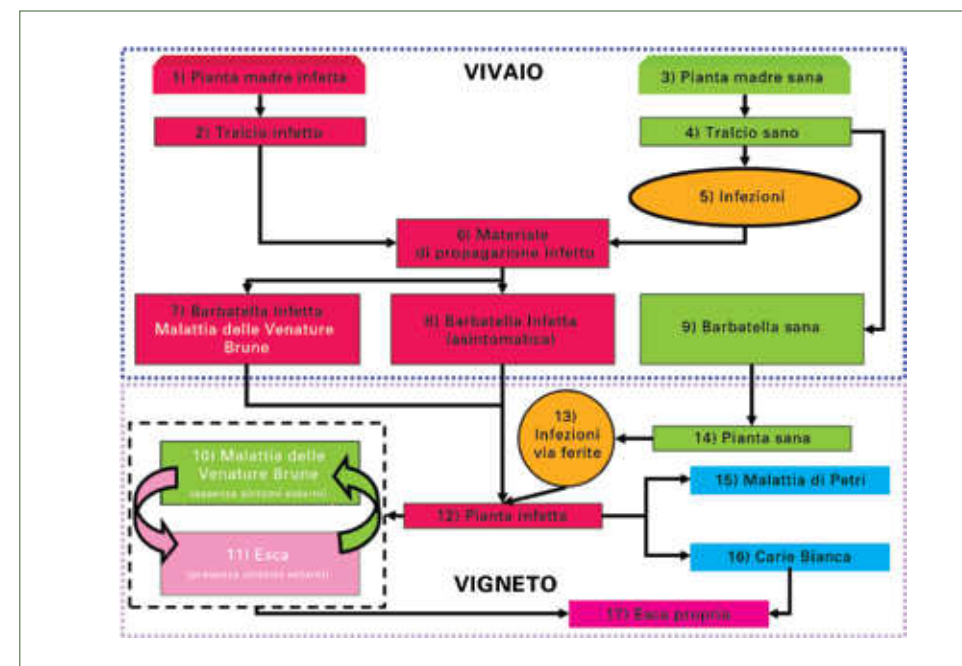 VIVAIO
1) Pianta madre infetta
3) Pianta madre sana
2) Tralcio infetto
4) Tralcio sano
5) Infezioni
6) Materiale
di propagazione infetto
7) Barbatella Infetta
Malattia delle Venature
Brune
8) Barbatella Infetta
(asintomatica)
9) Barbatella sana
13)
Infezioni
via ferite
14) Pianta sana
10) Malattia delle
Venature Brune
(assenza sintomi esterni)
15) Malattia di Petri
12) Pianta infetta
11) Esca
(presenza sintomi esterni)
16) Carie Bianca
VIGNETO
17) Esca propria